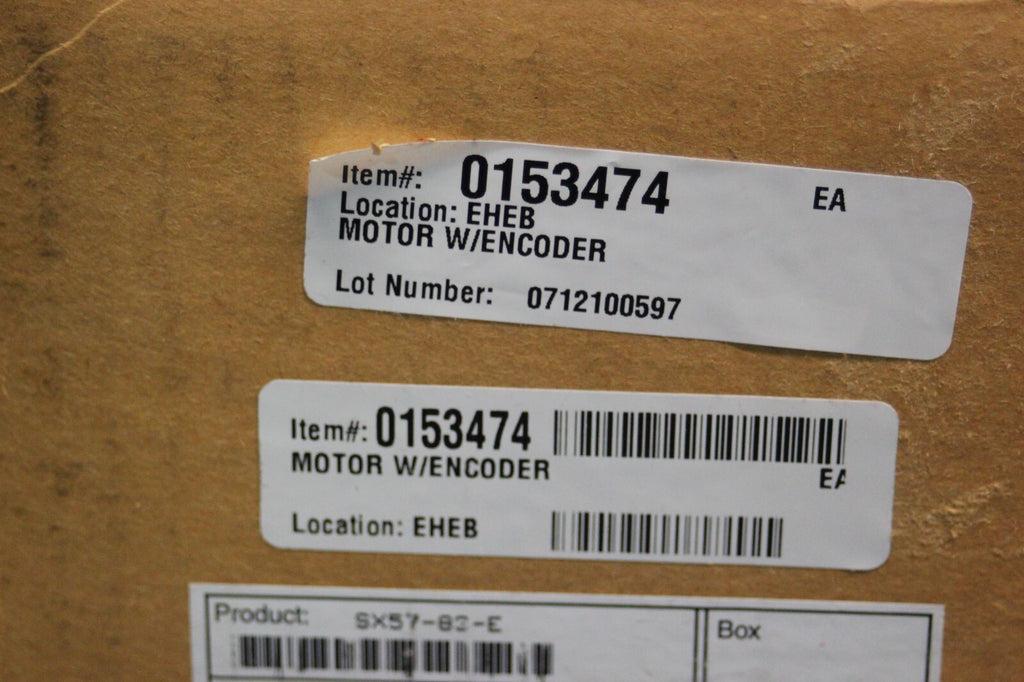 Item#: 0153474 EA
Location: EHEB
MOTOR W/ENCODER
Lot Number: 0712100597
Item#: 0153474
MOTOR W/ENCODER EA
Location: EHEB
Product: SX57-83-E
Box